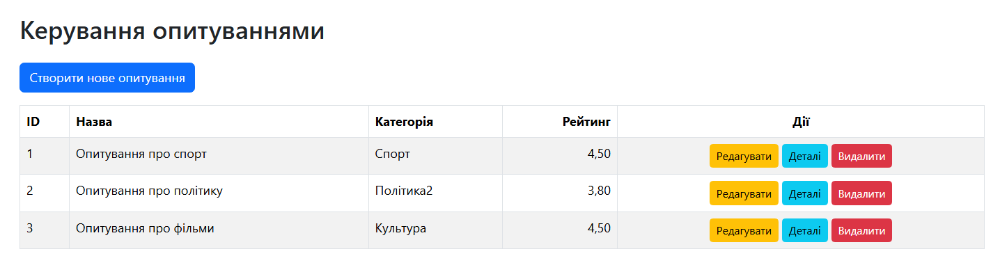 Керування опитуваннями
Створити нове опитування
ID Назва Категорія Рейтинг Дії
1 Опитування про спорт Спорт 4,50 Редагувати Деталі Видалити
2 Опитування про політику Політика2 3,80 Редагувати Деталі Видалити
3 Опитування про фільми Культура 4,50 Редагувати Деталі Видалити